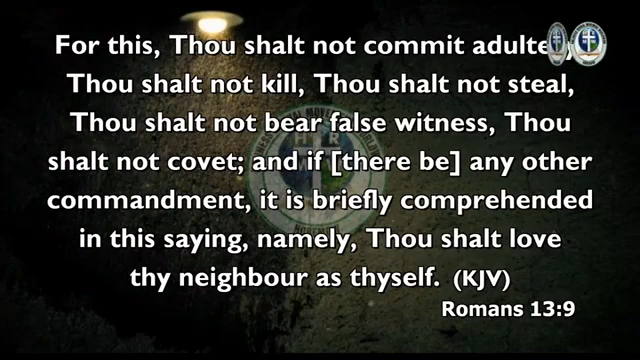 For this, Thou shalt not commit adulte
Thou shalt not kill, Thou shalt not steal,
Thou shalt not bear false witness, Thou
shalt not covet; and if [there be] any other
commandment, it is briefly comprehended
in this saying, namely, Thou shalt love
thy neighbour as thyself. (KJV)
Romans 13:9